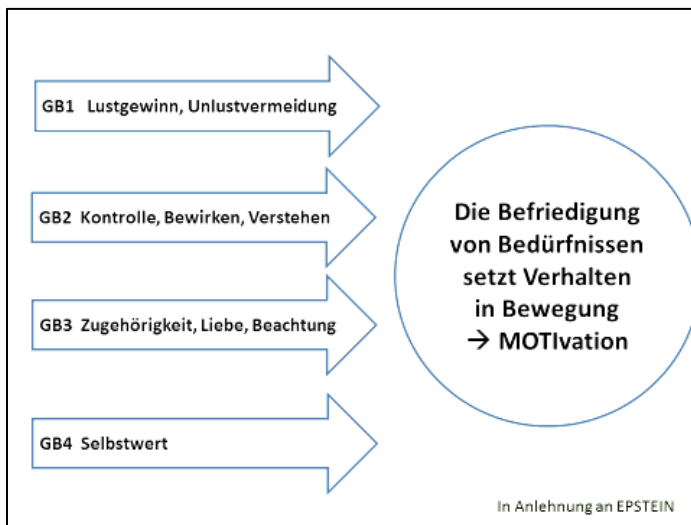 GB1 Lustgewinn, Unlustvermeidung
GB2 Kontrolle, Bewirken, Verstehen
GB3 Zugehörigkeit, Liebe, Beachtung
GB4 Selbstwert
Die Befriedigung
von Bedürfnissen
setzt Verhalten
in Bewegung
→ MOTIvation
In Anlehnung an EPSTEIN